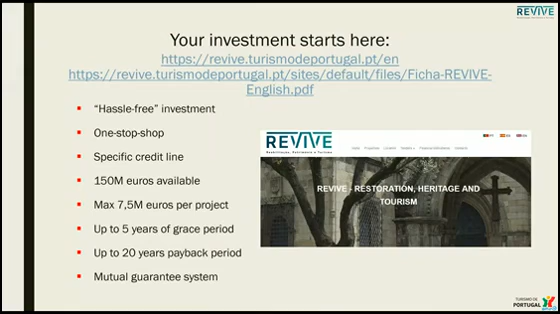 REVIVE
Your investment starts here:
https://revive.turismodeportugal.pt/en
https://revive.turismodeportugal.pt/sites/default/files/Ficha-REVIVE-
English.pdf
"Hassle-free" investment
One-stop-shop
Specific credit line
150M euros available
Max 7,5M euros per project
Up to 5 years of grace period
Up to 20 years payback period
Mutual guarantee system
REVIVE
REVIVE - RESTORATION, HERITAGE AND
TOURISM
TURISMO DE
PORTUGAL